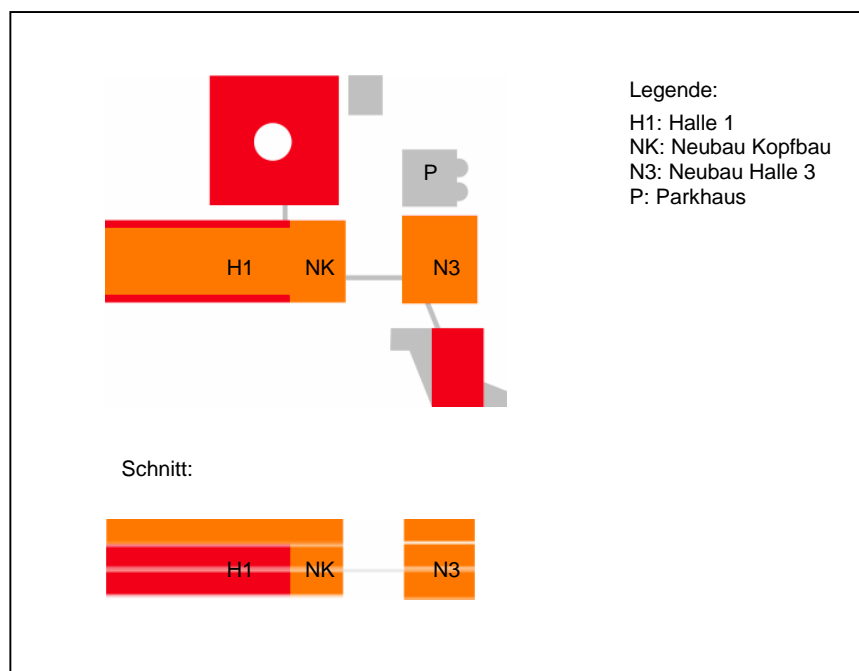 Legende:
H1: Halle 1
NK: Neubau Kopfbau
N3: Neubau Halle 3
P: Parkhaus
P
H1 NK N3
Schnitt:
H1 NK N3